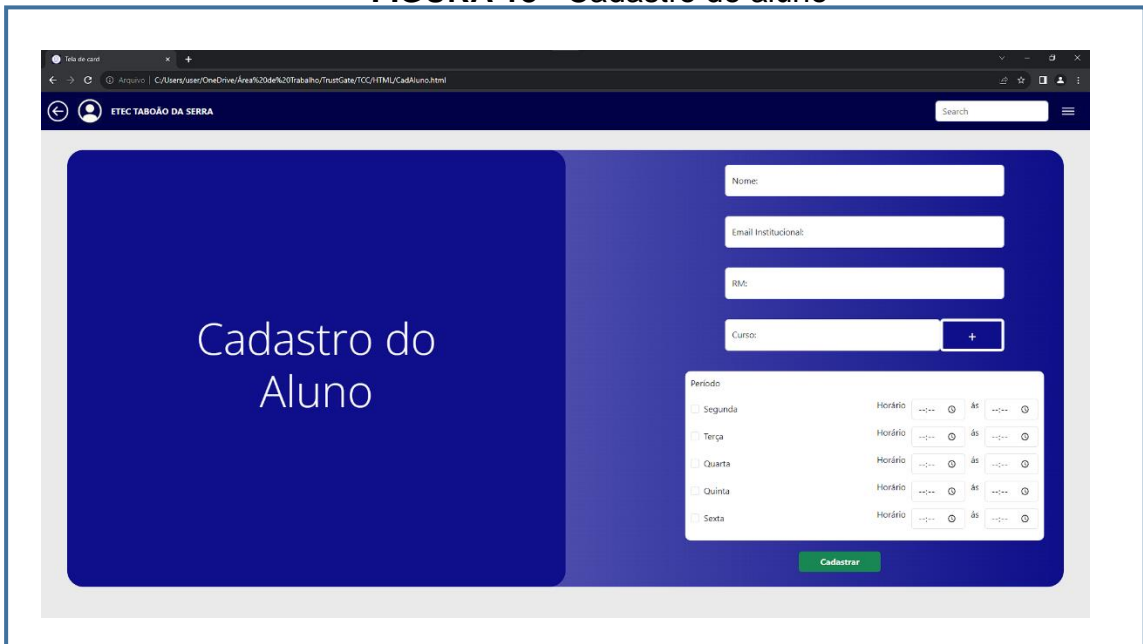 Cadastro do aluno
Tela de card
Arquivo | C:/Users/user/OneDrive/Área%20de%20Trabalho/TrustGate/TCC/HTML/CadAluno.html
ETEC TABOÃO DA SERRA
Search
Cadastro do
Aluno
Nome:
Email Institucional:
RM:
Curso:
+
Período
Segunda Horário --:-- ás --:--
Terça Horário --:-- ás --:--
Quarta Horário --:-- ás --:--
Quinta Horário --:-- ás --:--
Sexta Horário --:-- ás --:--
Cadastrar